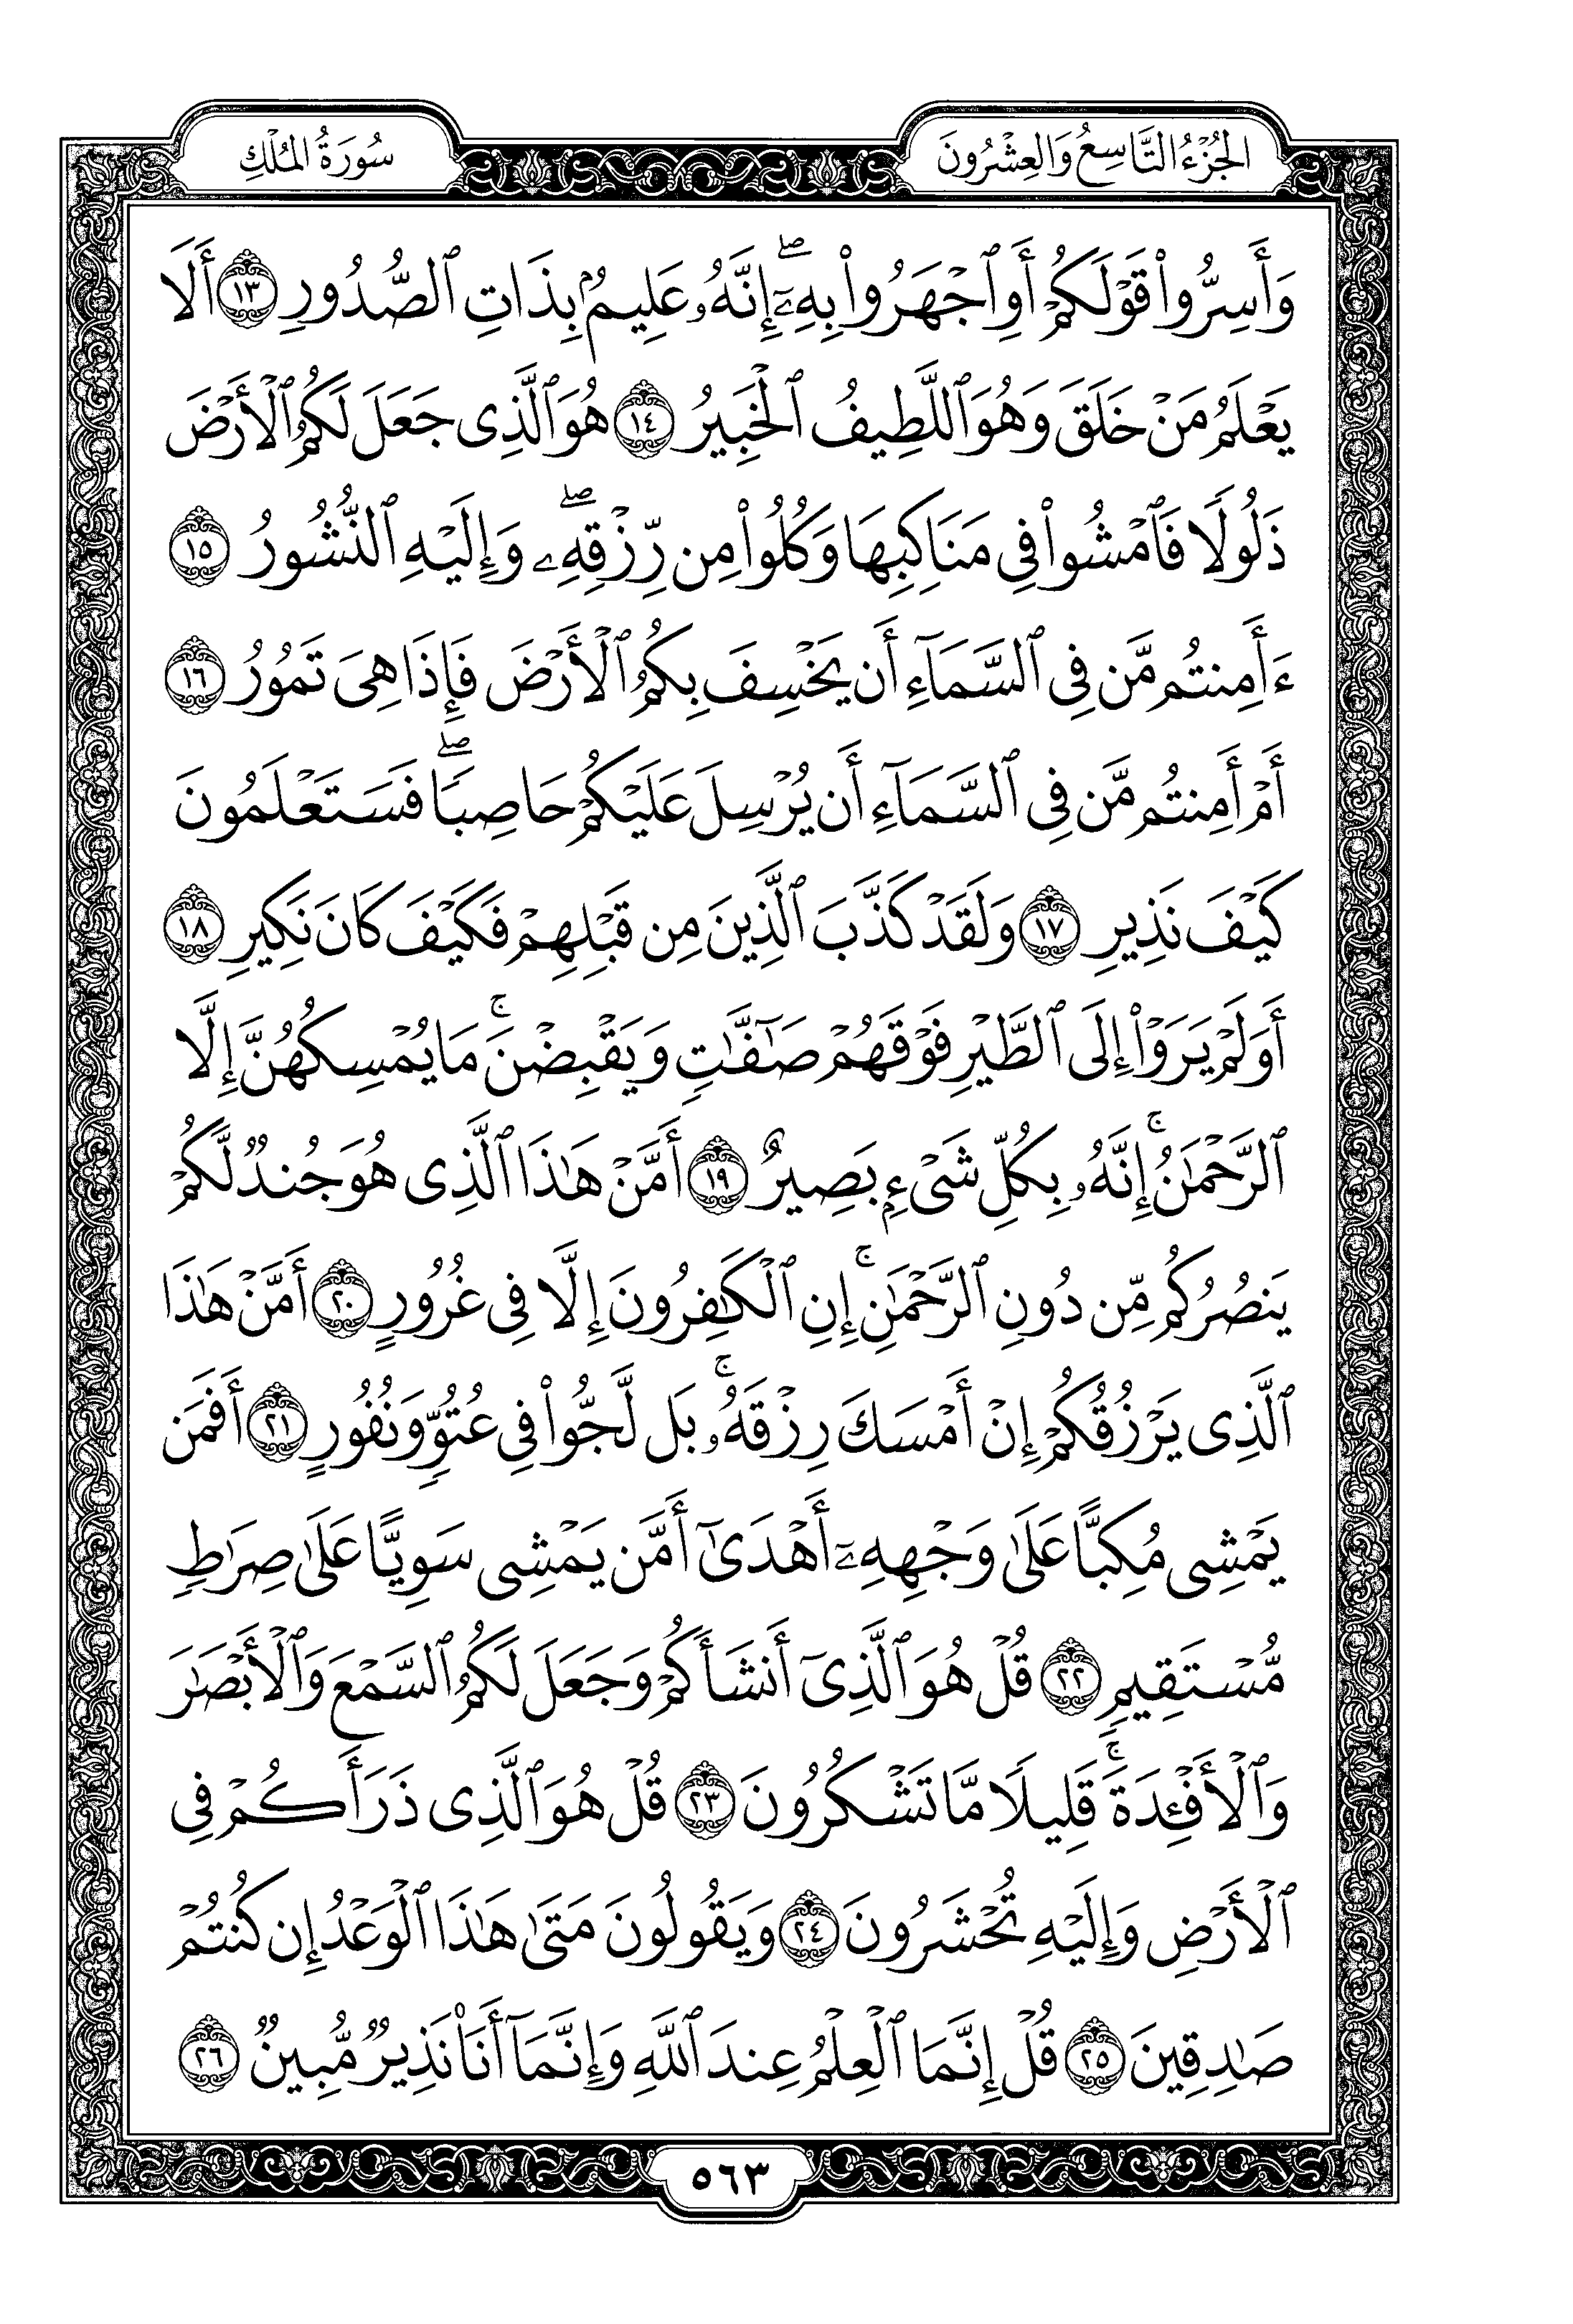 الجُزْءُ التَّاسِعُ وَالعِشْرُونَ
سُورَةُ المُلْكِ
وَأَسِرُّوا۟ قَوْلَكُمْ أَوِ ٱجْهَرُوا۟ بِهِۦٓ ۖ إِنَّهُۥ عَلِيمٌۢ بِذَاتِ ٱلصُّدُورِ ١٣ أَلَا
يَعْلَمُ مَنْ خَلَقَ وَهُوَ ٱللَّطِيفُ ٱلْخَبِيرُ ١٤ هُوَ ٱلَّذِى جَعَلَ لَكُمُ ٱلْأَرْضَ
ذَلُولًا فَٱمْشُوا۟ فِى مَنَاكِبِهَا وَكُلُوا۟ مِن رِّزْقِهِۦ ۖ وَإِلَيْهِ ٱلنُّشُورُ ١٥
ءَأَمِنتُم مَّن فِى ٱلسَّمَآءِ أَن يَخْسِفَ بِكُمُ ٱلْأَرْضَ فَإِذَا هِىَ تَمُورُ ١٦
أَمْ أَمِنتُم مَّن فِى ٱلسَّمَآءِ أَن يُرْسِلَ عَلَيْكُمْ حَاصِبًا ۖ فَسَتَعْلَمُونَ
كَيْفَ نَذِيرِ ١٧ وَلَقَدْ كَذَّبَ ٱلَّذِينَ مِن قَبْلِهِمْ فَكَيْفَ كَانَ نَكِيرِ ١٨
أَوَلَمْ يَرَوْا۟ إِلَى ٱلطَّيْرِ فَوْقَهُمْ صَٰٓفَّٰتٍ وَيَقْبِضْنَ ۚ مَا يُمْسِكُهُنَّ إِلَّا
ٱلرَّحْمَٰنُ ۚ إِنَّهُۥ بِكُلِّ شَىْءٍۭ بَصِيرٌ ١٩ أَمَّنْ هَٰذَا ٱلَّذِى هُوَ جُندٌ لَّكُمْ
يَنصُرُكُم مِّن دُونِ ٱلرَّحْمَٰنِ ۚ إِنِ ٱلْكَٰفِرُونَ إِلَّا فِى غُرُورٍ ٢٠ أَمَّنْ هَٰذَا
ٱلَّذِى يَرْزُقُكُمْ إِنْ أَمْسَكَ رِزْقَهُۥ ۚ بَل لَّجُّوا۟ فِى عُتُوٍّ وَنُفُورٍ ٢١ أَفَمَن
يَمْشِى مُكِبًّا عَلَىٰ وَجْهِهِۦٓ أَهْدَىٰٓ أَمَّن يَمْشِى سَوِيًّا عَلَىٰ صِرَٰطٍ
مُّسْتَقِيمٍ ٢٢ قُلْ هُوَ ٱلَّذِىٓ أَنشَأَكُمْ وَجَعَلَ لَكُمُ ٱلسَّمْعَ وَٱلْأَبْصَٰرَ
وَٱلْأَفْـِٔدَةَ ۖ قَلِيلًا مَّا تَشْكُرُونَ ٢٣ قُلْ هُوَ ٱلَّذِى ذَرَأَكُمْ فِى
ٱلْأَرْضِ وَإِلَيْهِ تُحْشَرُونَ ٢٤ وَيَقُولُونَ مَتَىٰ هَٰذَا ٱلْوَعْدُ إِن كُنتُمْ
صَٰدِقِينَ ٢٥ قُلْ إِنَّمَا ٱلْعِلْمُ عِندَ ٱللَّهِ وَإِنَّمَآ أَنَا۠ نَذِيرٌ مُّبِينٌ ٢٦
٥٦٣